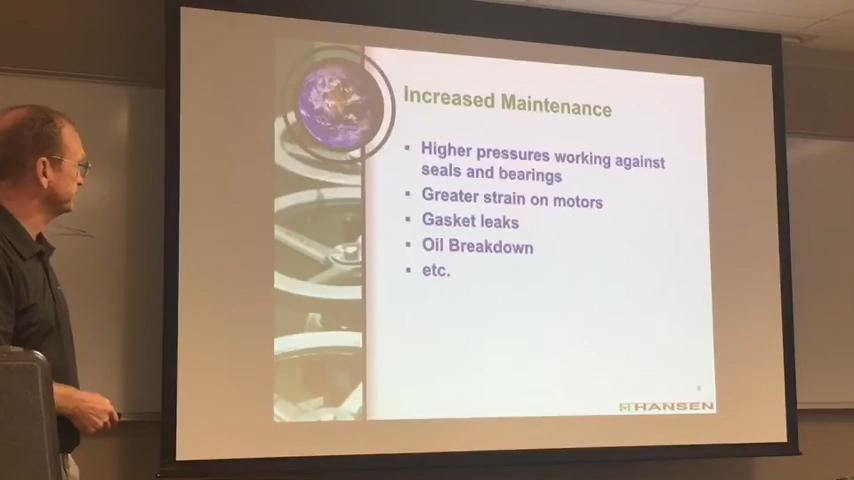 Increased Maintenance
▪ Higher pressures working against
seals and bearings
▪ Greater strain on motors
▪ Gasket leaks
▪ Oil Breakdown
▪ etc.
HANSEN